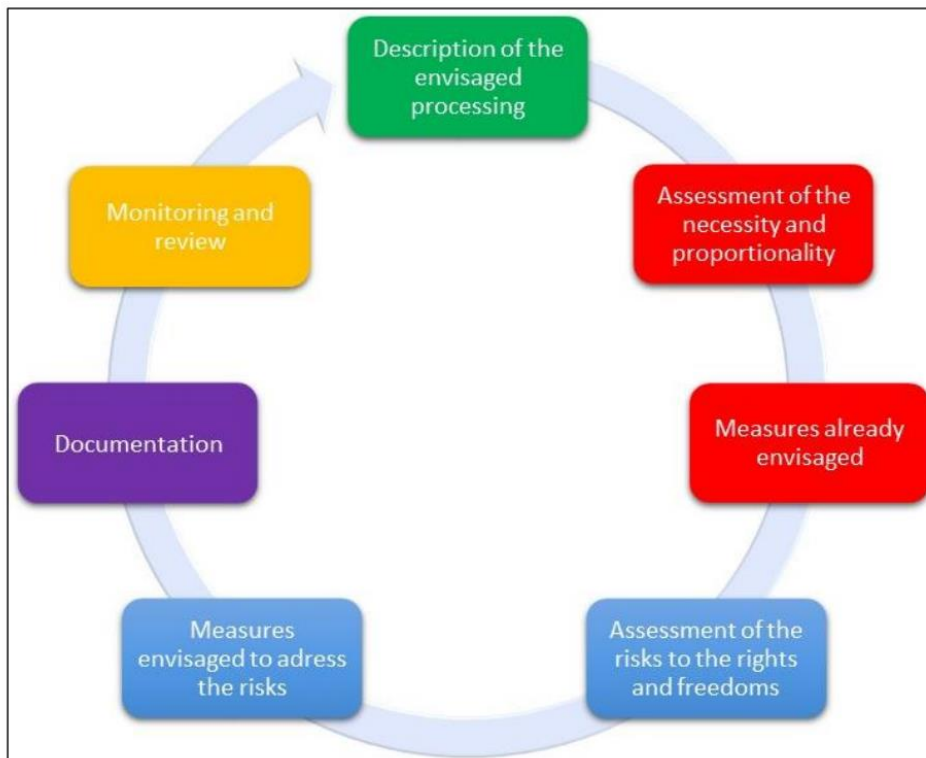 Description of the
envisaged
processing
Assessment of the
necessity and
proportionality
Measures already
envisaged
Assessment of the
risks to the rights
and freedoms
Measures
envisaged to adress
the risks
Documentation
Monitoring and
review